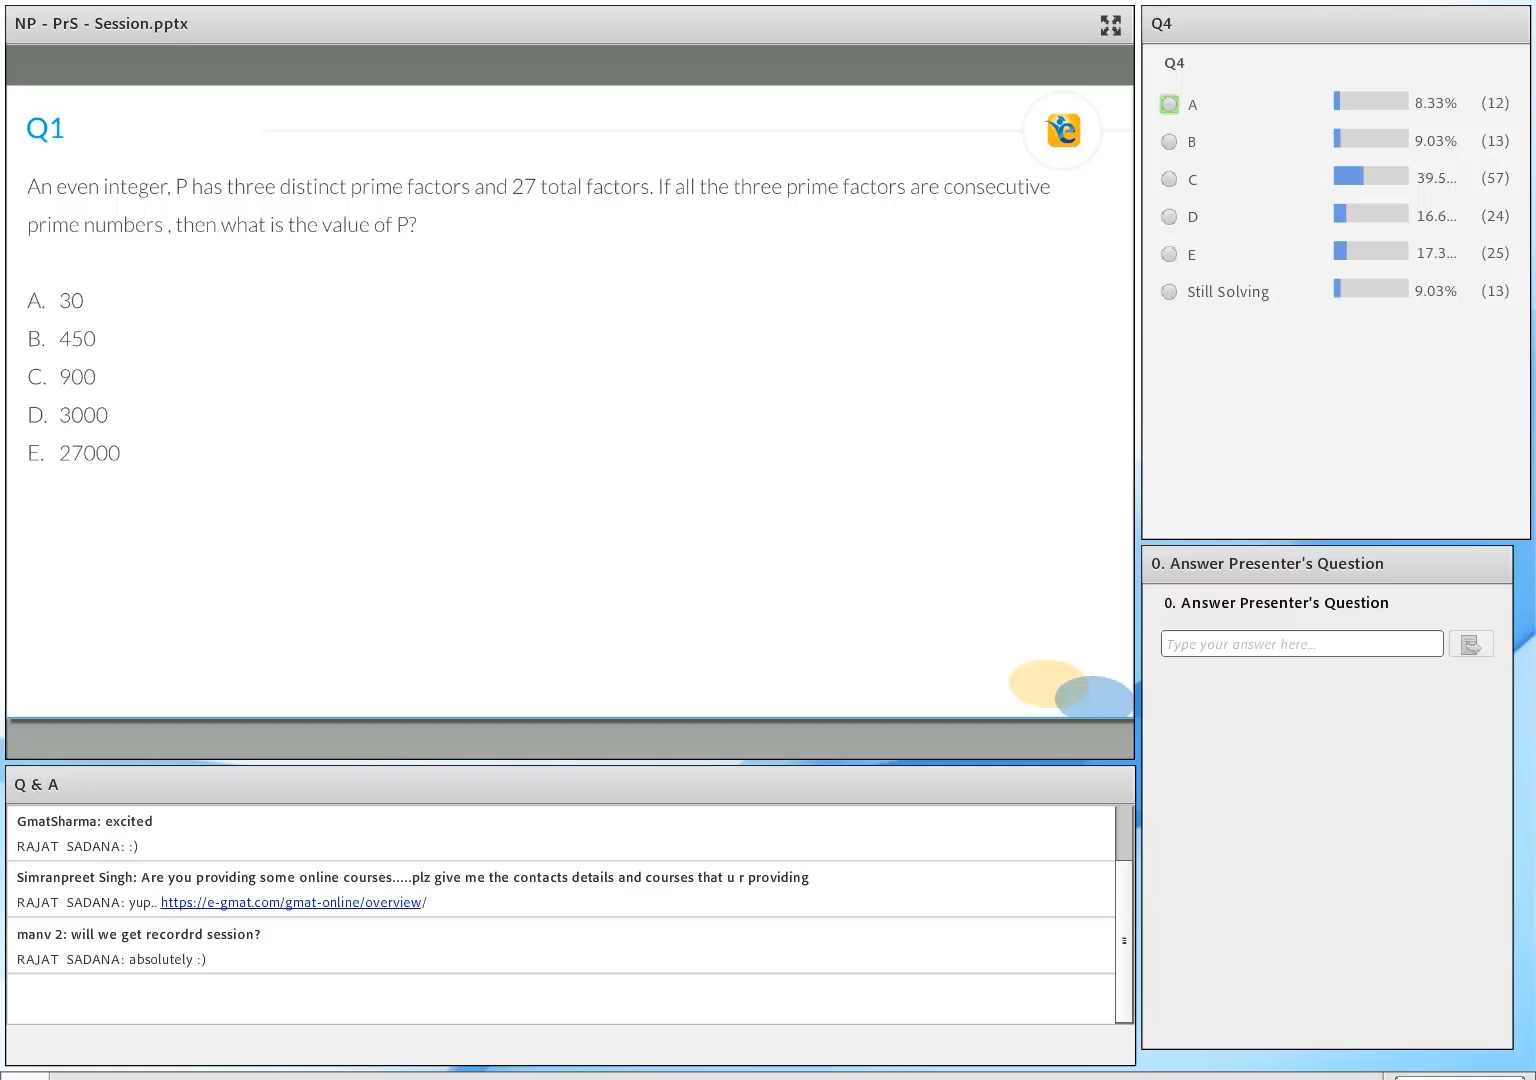 NP - PrS - Session.pptx
Q1
An even integer, P has three distinct prime factors and 27 total factors. If all the three prime factors are consecutive
prime numbers , then what is the value of P?
A. 30
B. 450
C. 900
D. 3000
E. 27000
Q & A
GmatSharma: excited
RAJAT SADANA: :)
Simranpreet Singh: Are you providing some online courses.....plz give me the contacts details and courses that u r providing
RAJAT SADANA: yup.. https://e-gmat.com/gmat-online/overview/
manv 2: will we get recordrd session?
RAJAT SADANA: absolutely :)
Q4
Q4
A 8.33% (12)
B 9.03% (13)
C 39.5... (57)
D 16.6... (24)
E 17.3... (25)
Still Solving 9.03% (13)
0. Answer Presenter's Question
0. Answer Presenter's Question
Type your answer here...